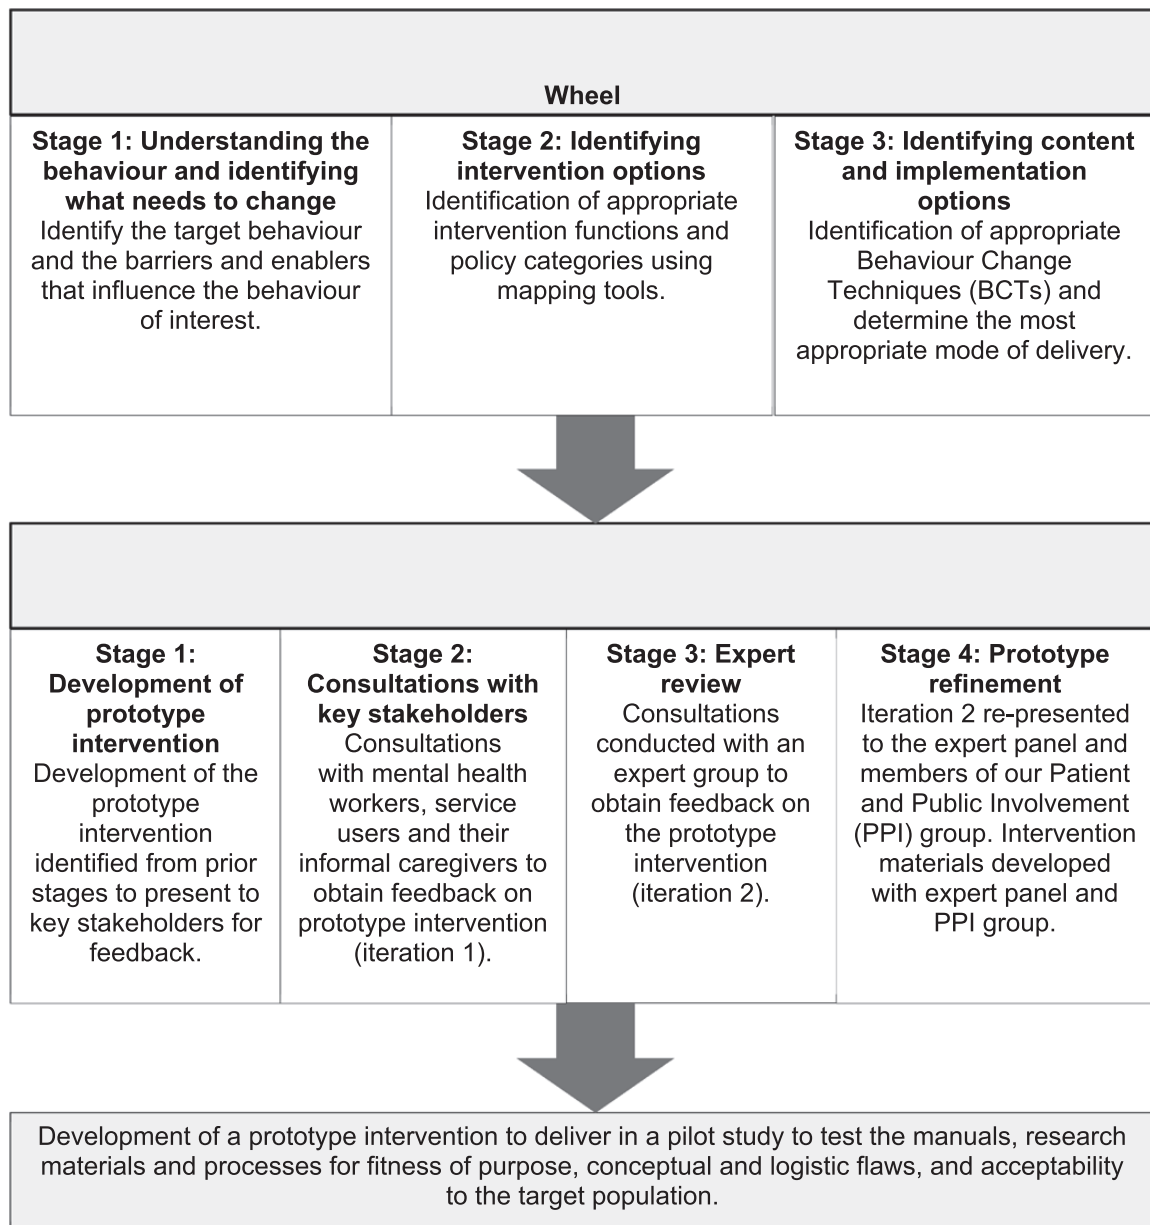 Wheel
Stage 1: Understanding the
behaviour and identifying
what needs to change
Identify the target behaviour
and the barriers and enablers
that influence the behaviour
of interest.
Stage 2: Identifying
intervention options
Identification of appropriate
intervention functions and
policy categories using
mapping tools.
Stage 3: Identifying content
and implementation
options
Identification of appropriate
Behaviour Change
Techniques (BCTs) and
determine the most
appropriate mode of delivery.
Stage 1:
Development of
prototype
intervention
Development of the
prototype
intervention
identified from prior
stages to present to
key stakeholders for
feedback.
Stage 2:
Consultations with
key stakeholders
Consultations
with mental health
workers, service
users and their
informal caregivers to
obtain feedback on
prototype intervention
(iteration 1).
Stage 3: Expert
review
Consultations
conducted with an
expert group to
obtain feedback on
the prototype
intervention
(iteration 2).
Stage 4: Prototype
refinement
Iteration 2 re-presented
to the expert panel and
members of our Patient
and Public Involvement
(PPI) group. Intervention
materials developed
with expert panel and
PPI group.
Development of a prototype intervention to deliver in a pilot study to test the manuals, research
materials and processes for fitness of purpose, conceptual and logistic flaws, and acceptability
to the target population.